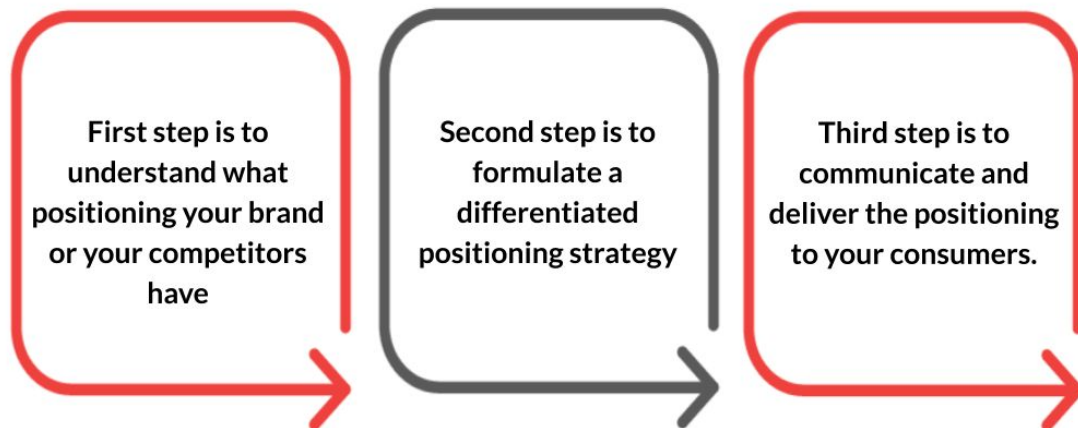 First step is to
understand what
positioning your brand
or your competitors
have
Second step is to
formulate a
differentiated
positioning strategy
Third step is to
communicate and
deliver the positioning
to your consumers.